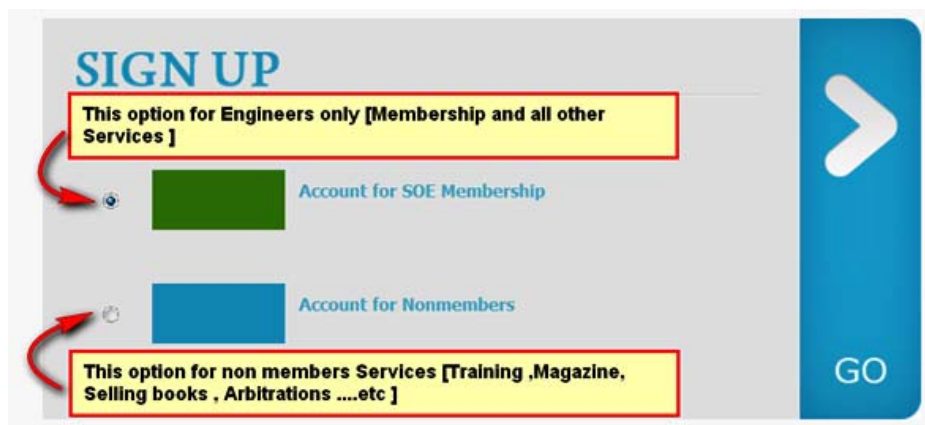 SIGN UP
This option for Engineers only [Membership and all other
Services ]
Account for SOE Membership
Account for Nonmembers
This option for non members Services [Training ,Magazine,
Selling books , Arbitrations ....etc ]
GO